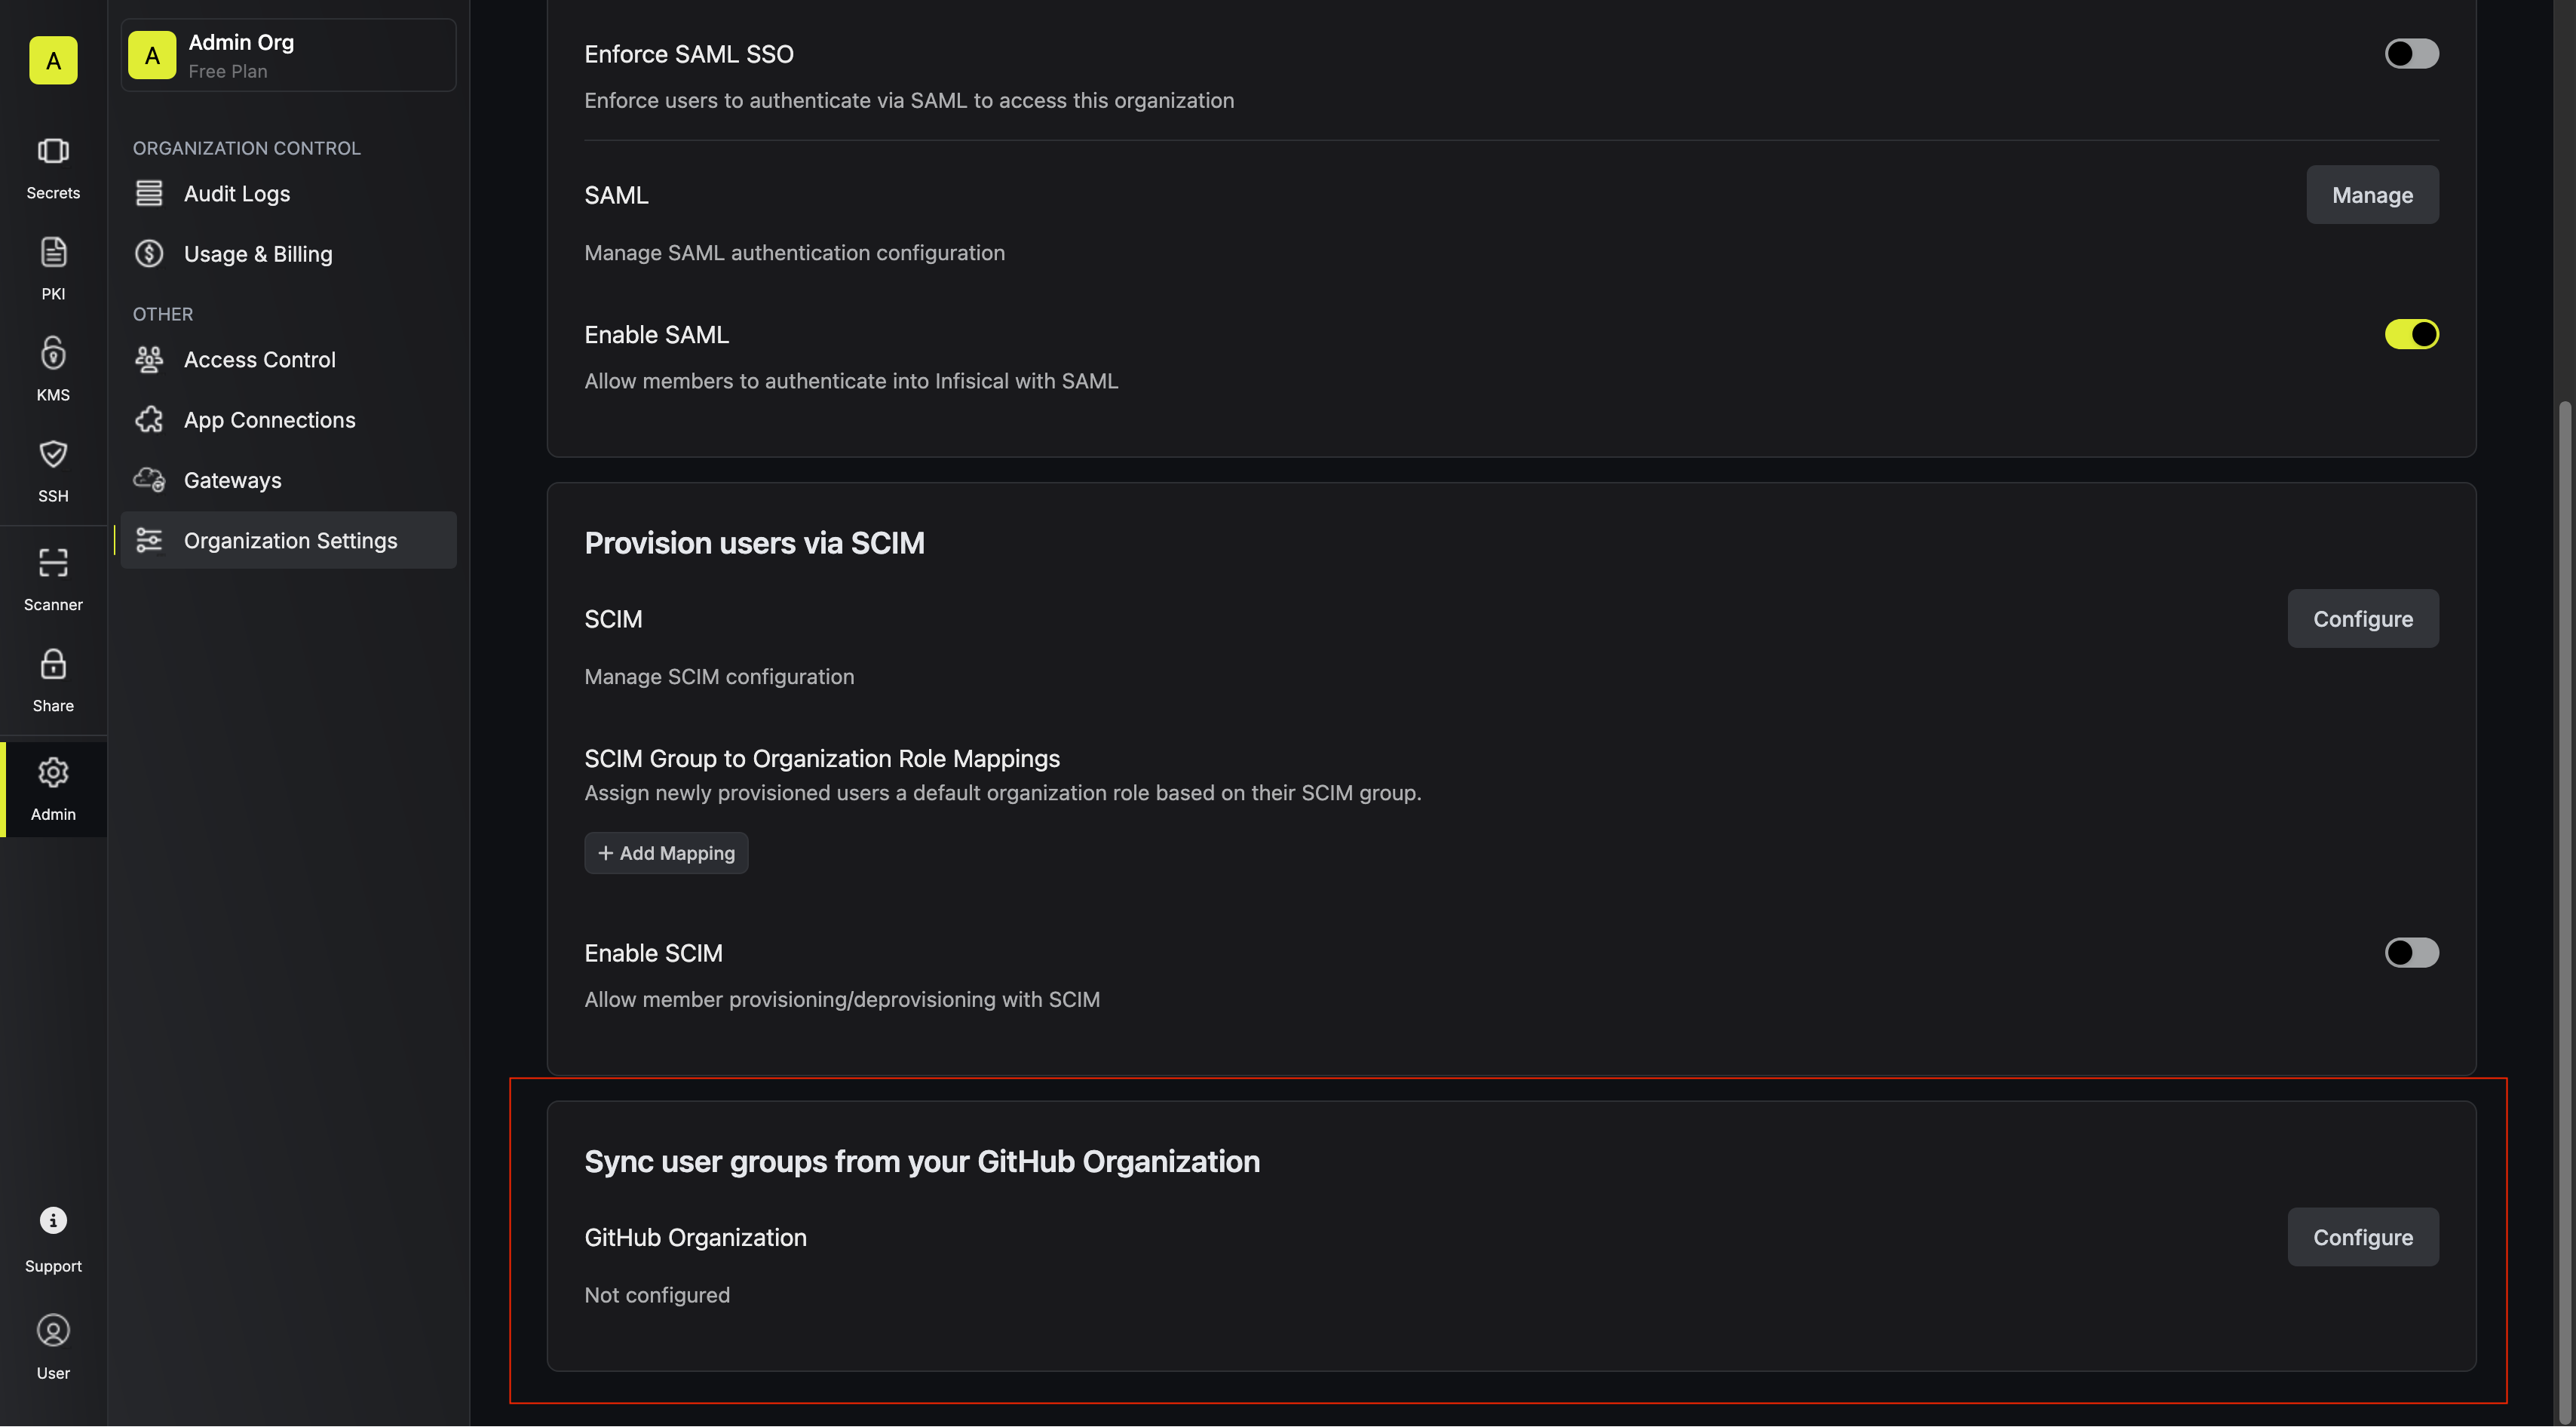 A
Secrets
PKI
KMS
SSH
Scanner
Share
Admin
Support
User
A
Admin Org
Free Plan
ORGANIZATION CONTROL
Audit Logs
Usage & Billing
OTHER
Access Control
App Connections
Gateways
Organization Settings
Enforce SAML SSO
Enforce users to authenticate via SAML to access this organization
SAML
Manage
Manage SAML authentication configuration
Enable SAML
Allow members to authenticate into Infisical with SAML
Provision users via SCIM
SCIM
Configure
Manage SCIM configuration
SCIM Group to Organization Role Mappings
Assign newly provisioned users a default organization role based on their SCIM group.
+ Add Mapping
Enable SCIM
Allow member provisioning/deprovisioning with SCIM
Sync user groups from your GitHub Organization
GitHub Organization
Configure
Not configured